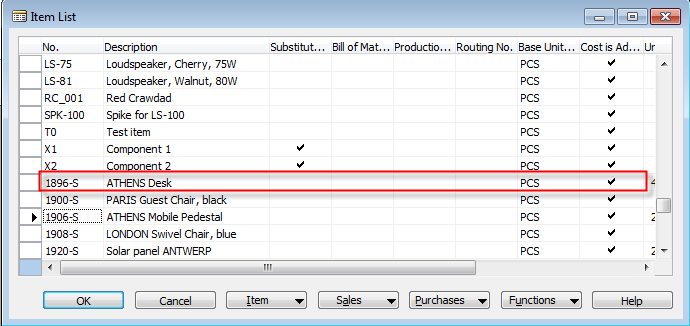 Item List
No. Description Substitut... Bill of Mat... Productio... Routing No. Base Unit... Cost is Ad... Ur
LS-75 Loudspeaker, Cherry, 75W PCS
LS-81 Loudspeaker, Walnut, 80W PCS
RC_001 Red Crawdad PCS
SPK-100 Spike for LS-100 PCS
T0 Test item PCS
X1 Component 1 PCS
X2 Component 2 PCS
1896-S ATHENS Desk PCS 4
1900-S PARIS Guest Chair, black PCS
1906-S ATHENS Mobile Pedestal PCS 2
1908-S LONDON Swivel Chair, blue PCS
1920-S Solar panel ANTWERP PCS 2
OK Cancel Item Sales Purchases Functions Help